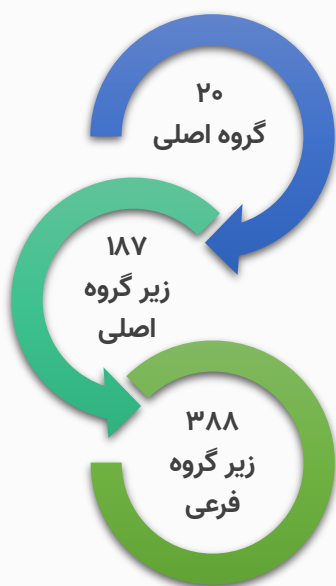 ۲۰
گروه اصلی
۱۸۷
زیر گروه
اصلی
۳۸۸
زیر گروه
فرعی